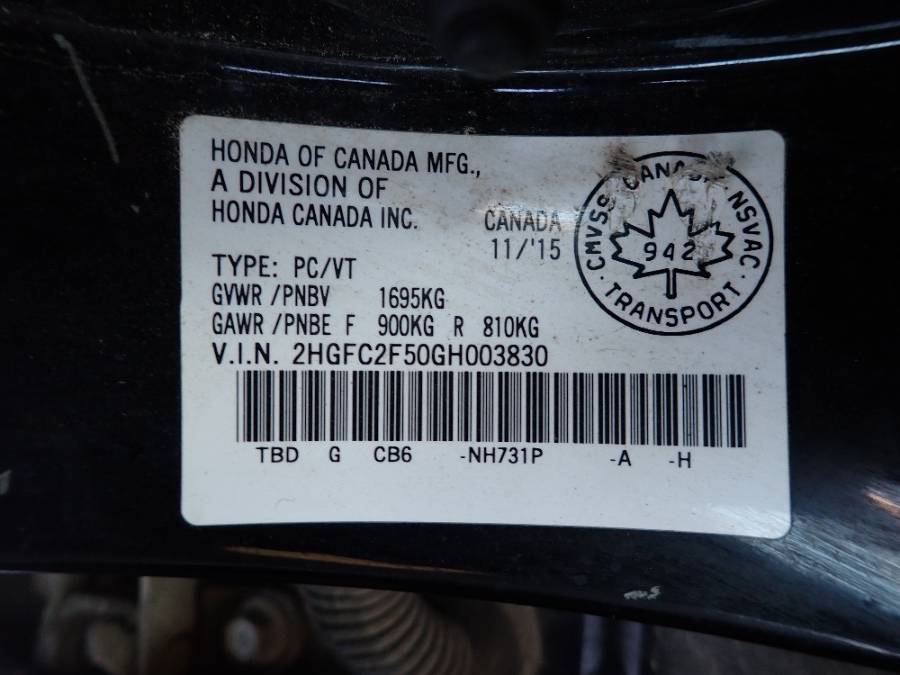 HONDA OF CANADA MFG.,
A DIVISION OF
HONDA CANADA INC.
CANADA
11/'15
TYPE: PC/VT
GVWR /PNBV 1695KG
GAWR /PNBE F 900KG R 810KG
V.I.N. 2HGFC2F50GH003830
TBD G CB6 -NH731P -A -H
CMVSS CANADA NSVAC
942
· TRANSPORT ·